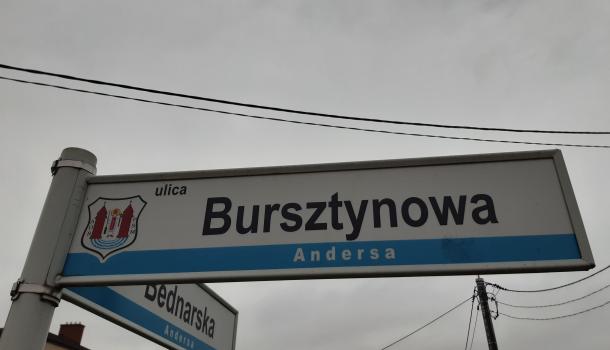 ulica
Bursztynowa
Andersa
Bednarska
Andersa